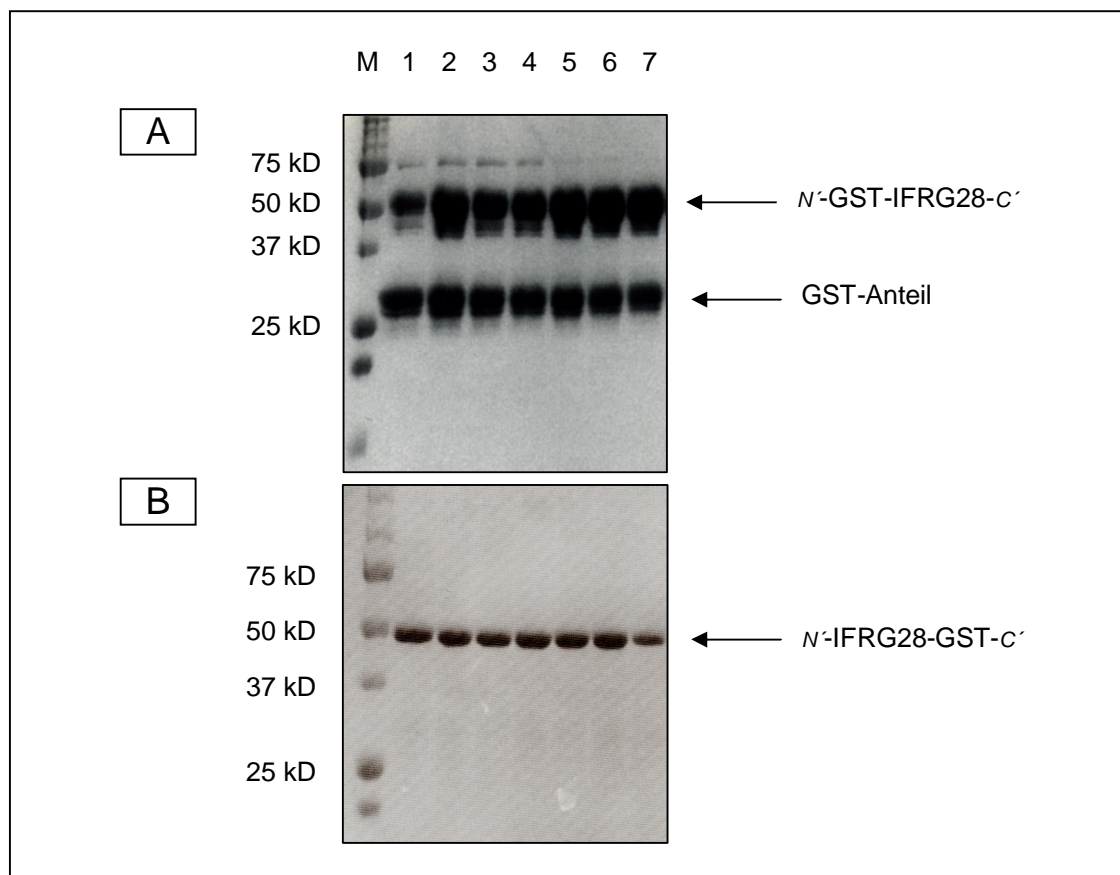 M 1 2 3 4 5 6 7
A
75 kD
50 kD
N´-GST-IFRG28-C´
37 kD
GST-Anteil
25 kD
B
75 kD
50 kD
N´-IFRG28-GST-C´
37 kD
25 kD